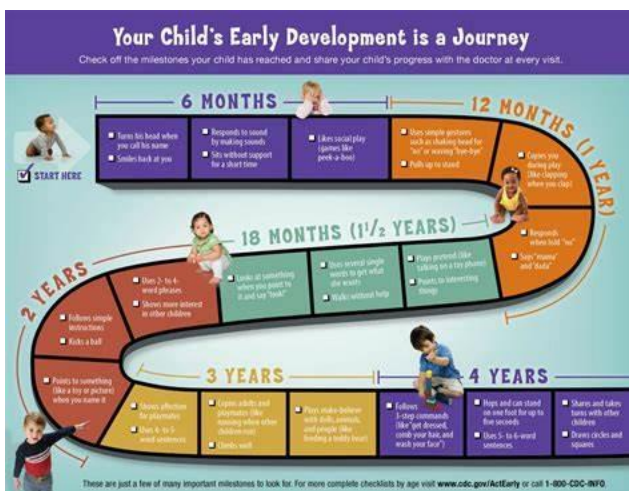 Your Child's Early Development is a Journey
Check off the milestones your child has reached and share your child's progress with the doctor at every visit.
6 MONTHS
12 MONTHS (1 YEAR)
START HERE
Turns his head when
you call his name
Smiles back at you
Responds to sound
by making sounds
Sits without support
for a short time
Likes social play
(games like
peek-a-boo)
Uses simple gestures
such as shaking head for
"no" or waving "bye-bye"
Pulls up to stand
Copies you
during play
(like clapping
when you clap)
Responds
when told "no"
Says "mama"
and "dada"
18 MONTHS (1½ YEARS)
Plays pretend (like
talking on a toy phone)
Points to interesting
things
Uses several single
words to get what
she wants
Walks without help
Looks at something
when you point to
it and say "look!"
2 YEARS
Uses 2- to 4-
word phrases
Shows more interest
in other children
Follows simple
instructions
Kicks a ball
Points to something
(like a toy or picture)
when you name it
3 YEARS
Shows affection
for playmates
Uses 4- to 5-
word sentences
Copies adults and
playmates (like
running when other
children run)
Climbs well
Plays make-believe
with dolls, animals,
and people (like
feeding a teddy bear)
4 YEARS
Follows
3-step commands
(like "get dressed,
comb your hair, and
wash your face")
Hops and can stand
on one foot for up to
five seconds
Uses 5- to 6-word
sentences
Shares and takes
turns with other
children
Draws circles and
squares
These are just a few of many important milestones to look for. For more complete checklists by age visit www.cdc.gov/ActEarly or call 1-800-CDC-INFO.